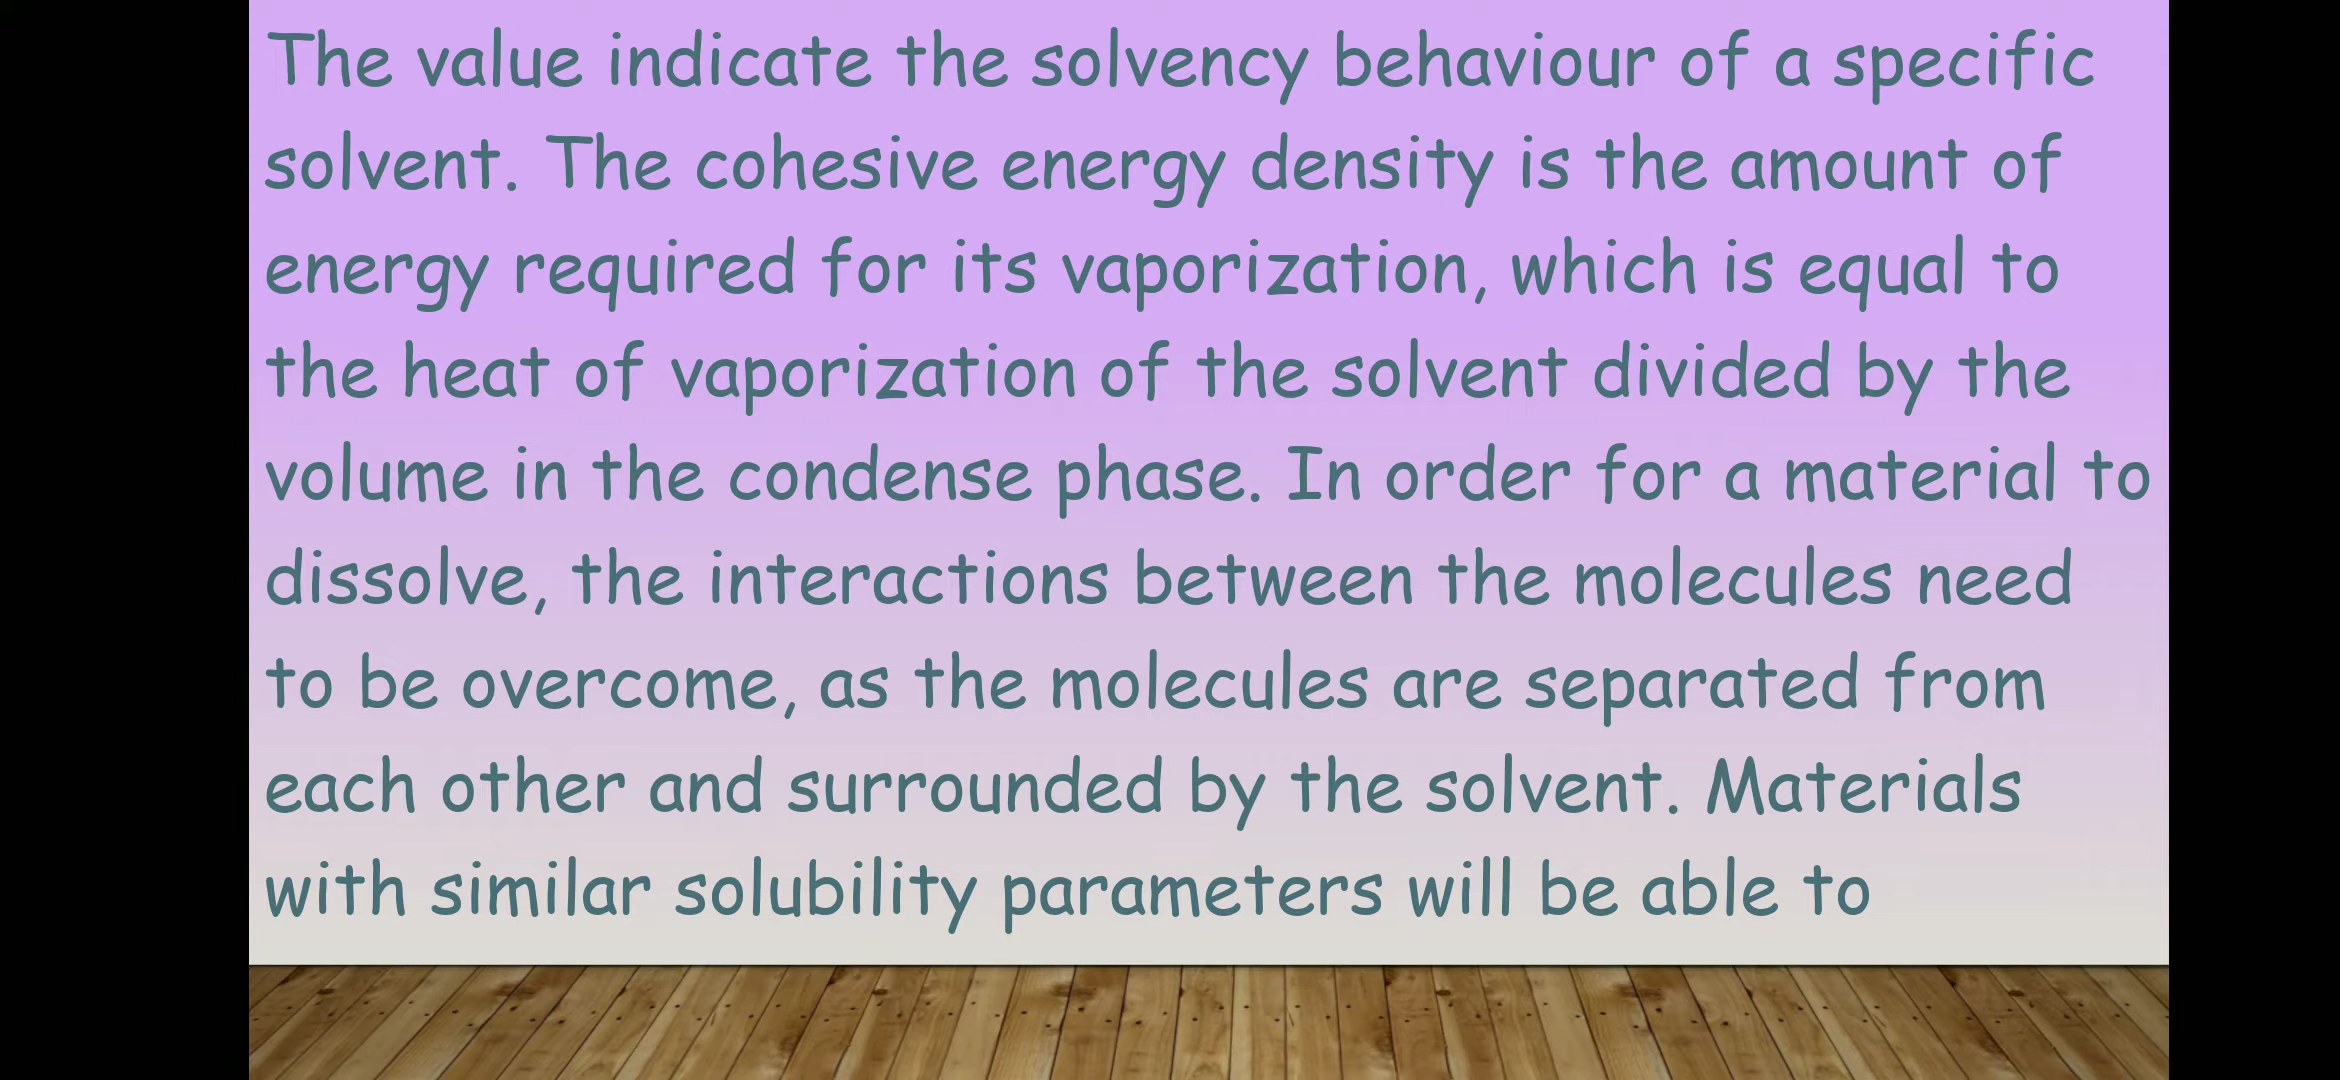 The value indicate the solvency behaviour of a specific
solvent. The cohesive energy density is the amount of
energy required for its vaporization, which is equal to
the heat of vaporization of the solvent divided by the
volume in the condense phase. In order for a material to
dissolve, the interactions between the molecules need
to be overcome, as the molecules are separated from
each other and surrounded by the solvent. Materials
with similar solubility parameters will be able to